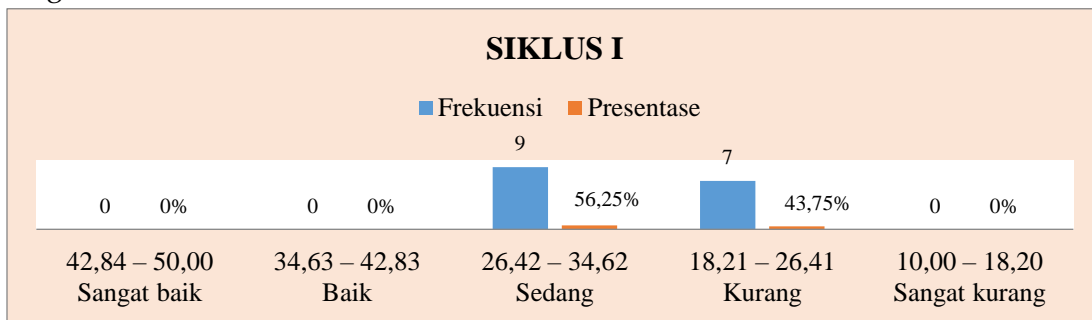 SIKLUS I
Frekuensi Presentase
9 7
0 0% 0 0% 56,25% 43,75% 0 0%
42,84 – 50,00 34,63 – 42,83 26,42 – 34,62 18,21 – 26,41 10,00 – 18,20
Sangat baik Baik Sedang Kurang Sangat kurang